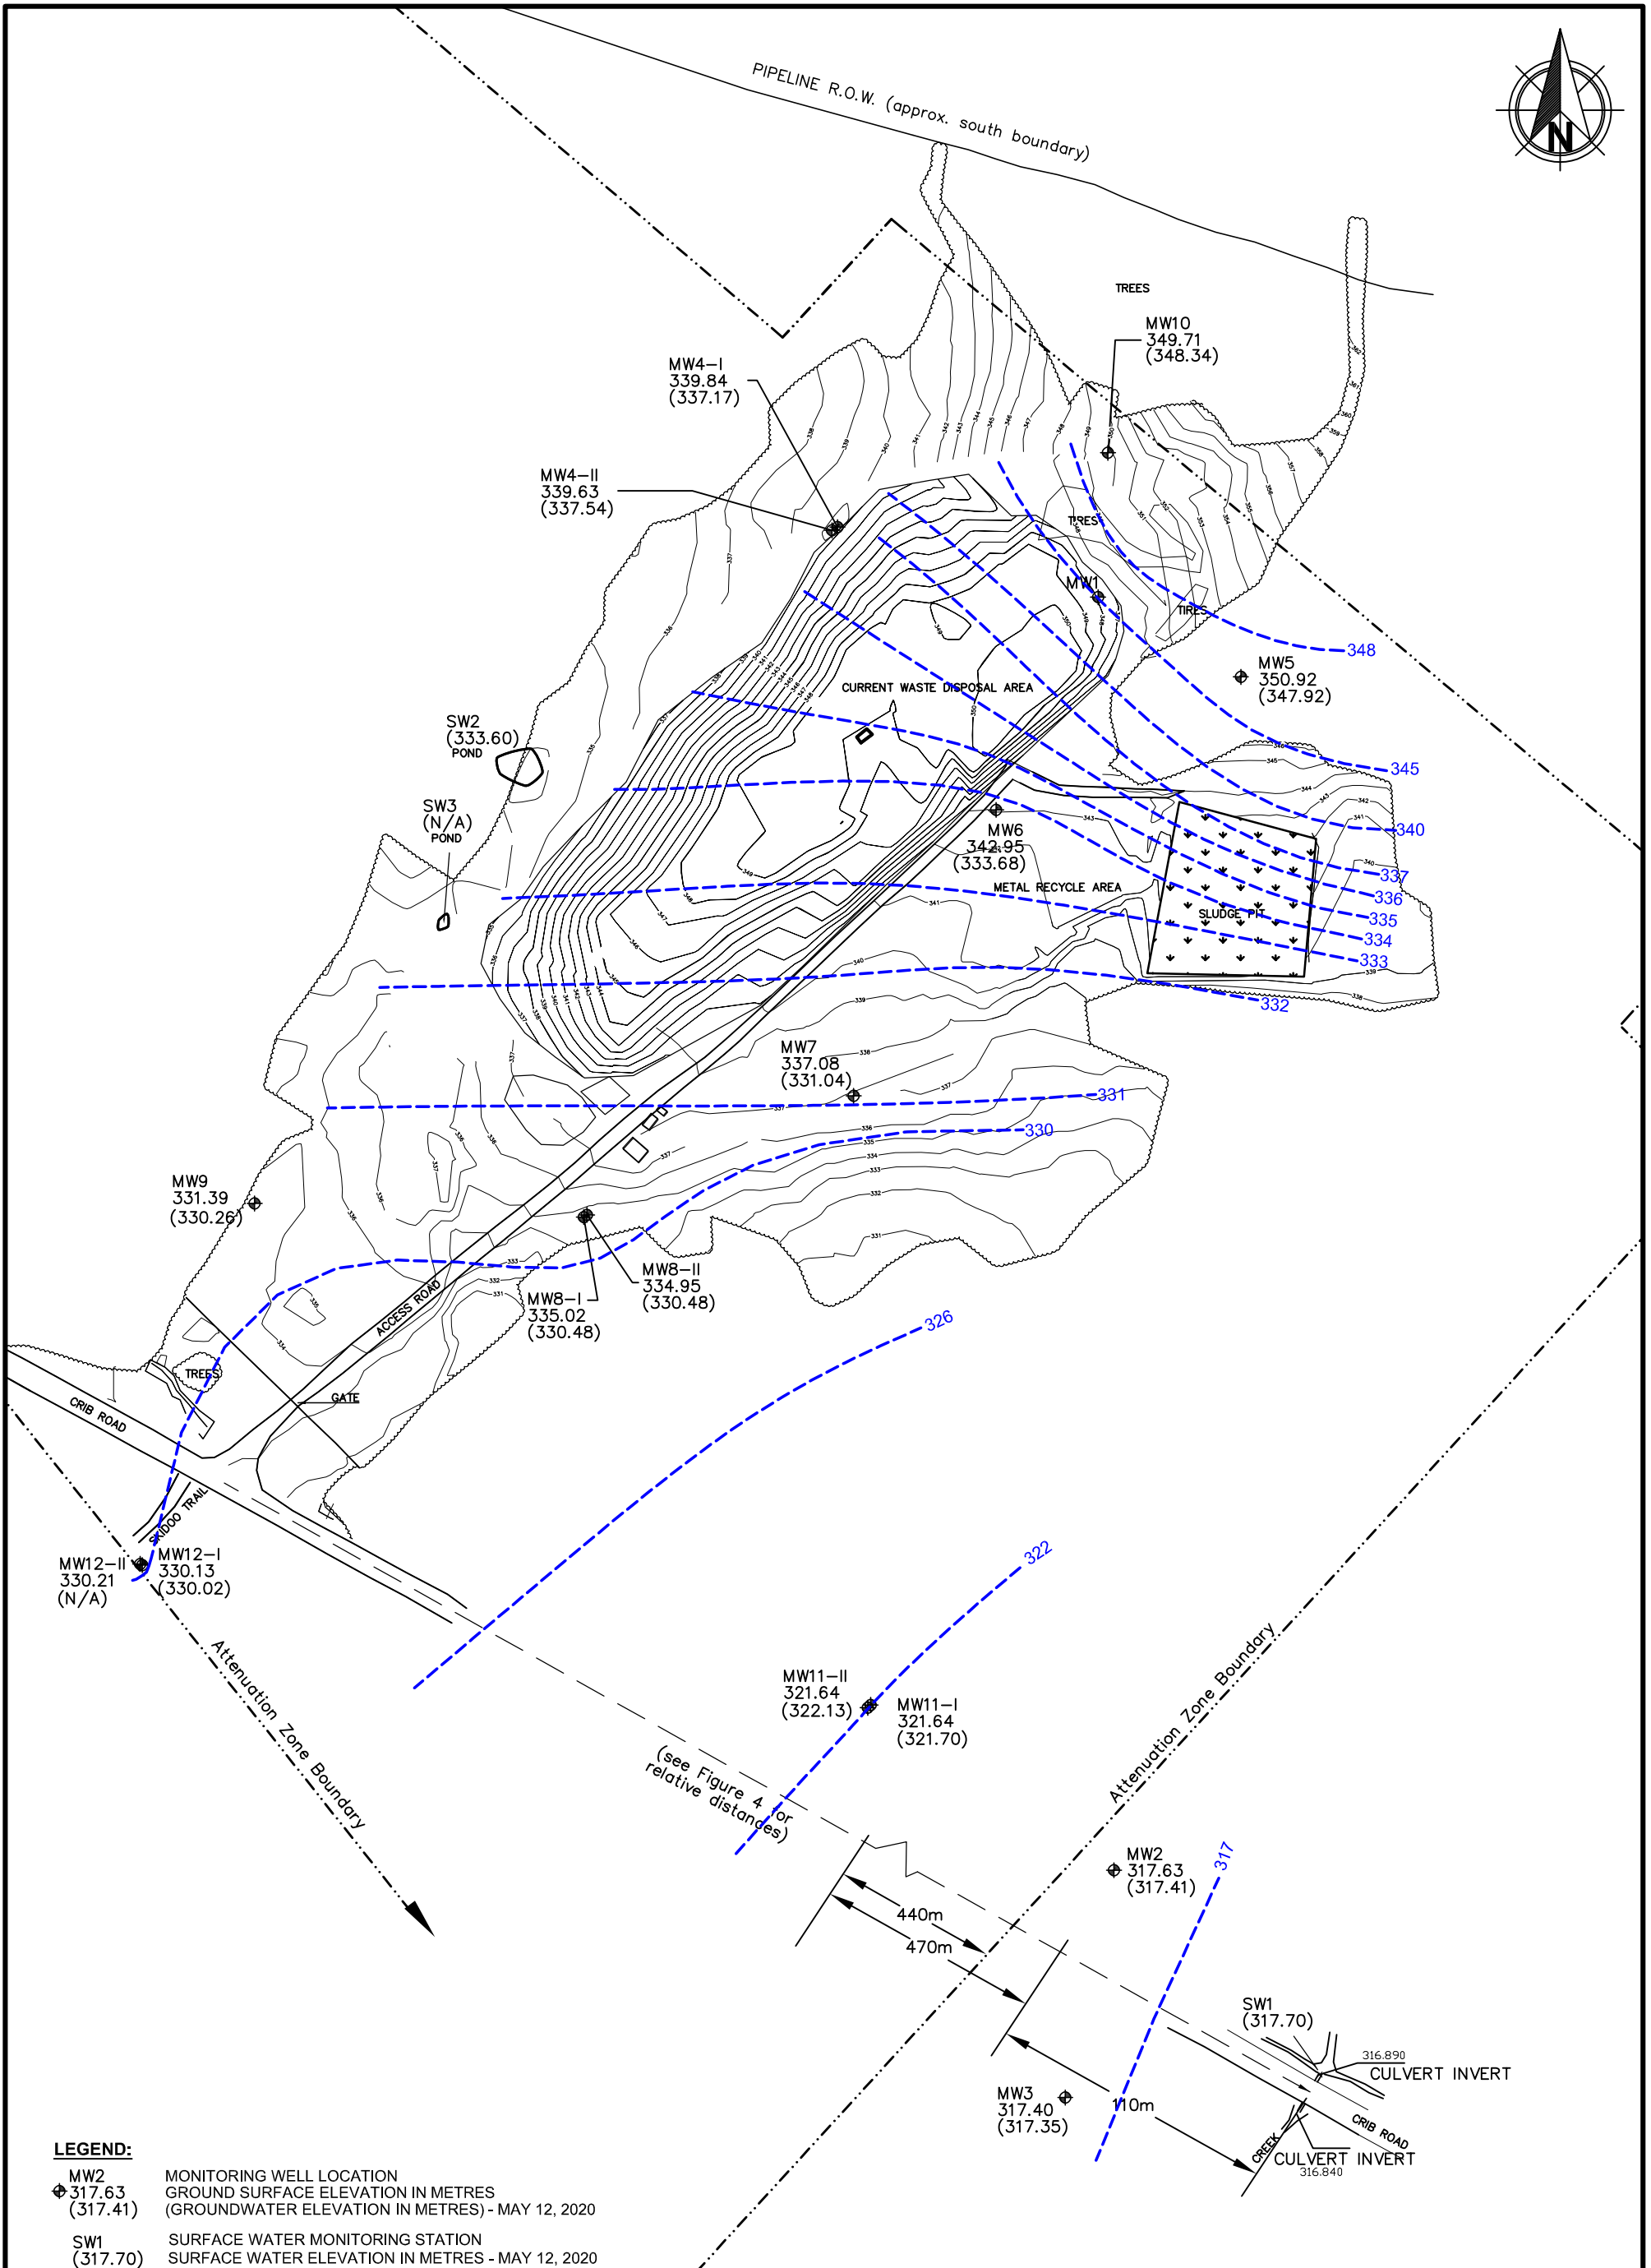 PIPELINE R.O.W. (approx. south boundary)
N
TREES
MW10
349.71
(348.34)
MW4-I
339.84
(337.17)
MW4-II
339.63
(337.54)
TIRES
MW1
TIRES
348
MW5
350.92
(347.92)
CURRENT WASTE DISPOSAL AREA
SW2
(333.60)
POND
345
SW3
(N/A)
POND
MW6
342.95
(333.68)
340
337
336
335
334
333
332
METAL RECYCLE AREA
SLUDGE PIT
MW7
337.08
(331.04)
331
330
MW9
331.39
(330.26)
MW8-II
334.95
(330.48)
MW8-I
335.02
(330.48)
326
ACCESS ROAD
TREES
GATE
CRIB ROAD
SKIDOO TRAIL
MW12-II
330.21
(N/A)
MW12-I
330.13
(330.02)
322
Attenuation Zone Boundary
MW11-II
321.64
(322.13)
MW11-I
321.64
(321.70)
Attenuation Zone Boundary
(see Figure 4 for
relative distances)
MW2
317.63
(317.41)
317
440m
470m
110m
SW1
(317.70)
316.890
CULVERT INVERT
MW3
317.40
(317.35)
CRIB ROAD
CREEK
CULVERT INVERT
316.840
LEGEND:
MW2 MONITORING WELL LOCATION
317.63 GROUND SURFACE ELEVATION IN METRES
(317.41) (GROUNDWATER ELEVATION IN METRES) - MAY 12, 2020
SW1 SURFACE WATER MONITORING STATION
(317.70) SURFACE WATER ELEVATION IN METRES - MAY 12, 2020